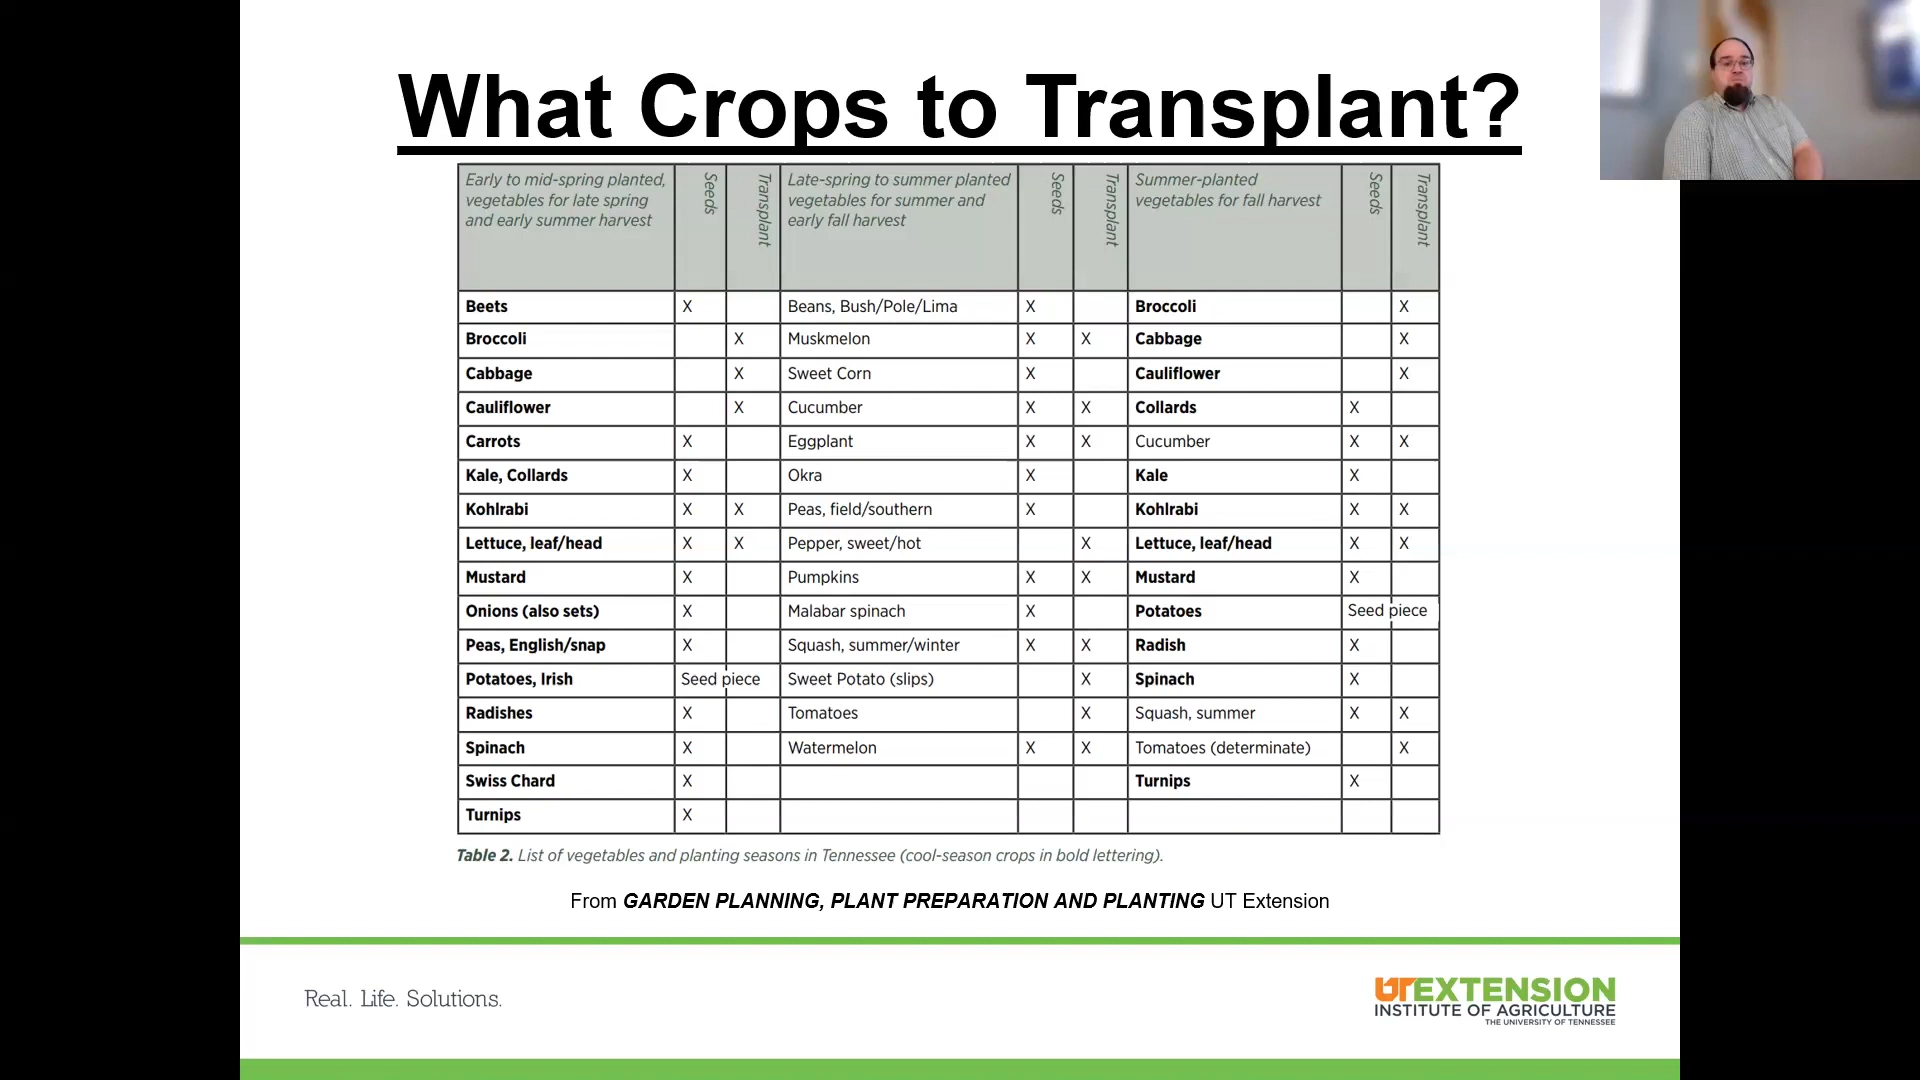 What Crops to Transplant?
Early to mid-spring planted, vegetables for late spring and early summer harvest | Seeds | Transplant | Late-spring to summer planted vegetables for summer and early fall harvest | Seeds | Transplant | Summer-planted vegetables for fall harvest | Seeds | Transplant
Beets | X | | Beans, Bush/Pole/Lima | X | | Broccoli | | X
Broccoli | | X | Muskmelon | X | X | Cabbage | | X
Cabbage | | X | Sweet Corn | X | | Cauliflower | | X
Cauliflower | | X | Cucumber | X | X | Collards | X |
Carrots | X | | Eggplant | X | X | Cucumber | X | X
Kale, Collards | X | | Okra | X | | Kale | X |
Kohlrabi | X | X | Peas, field/southern | X | | Kohlrabi | X | X
Lettuce, leaf/head | X | X | Pepper, sweet/hot | | X | Lettuce, leaf/head | X | X
Mustard | X | | Pumpkins | X | X | Mustard | X |
Onions (also sets) | X | | Malabar spinach | X | | Potatoes | Seed piece
Peas, English/snap | X | | Squash, summer/winter | X | X | Radish | X |
Potatoes, Irish | Seed piece | Sweet Potato (slips) | | X | Spinach | X |
Radishes | X | | Tomatoes | | X | Squash, summer | X | X
Spinach | X | | Watermelon | X | X | Tomatoes (determinate) | | X
Swiss Chard | X | | | | | Turnips | X |
Turnips | X | | | | | | |
Table 2. List of vegetables and planting seasons in Tennessee (cool-season crops in bold lettering).
From GARDEN PLANNING, PLANT PREPARATION AND PLANTING UT Extension
Real. Life. Solutions.
UT EXTENSION
INSTITUTE OF AGRICULTURE
THE UNIVERSITY OF TENNESSEE